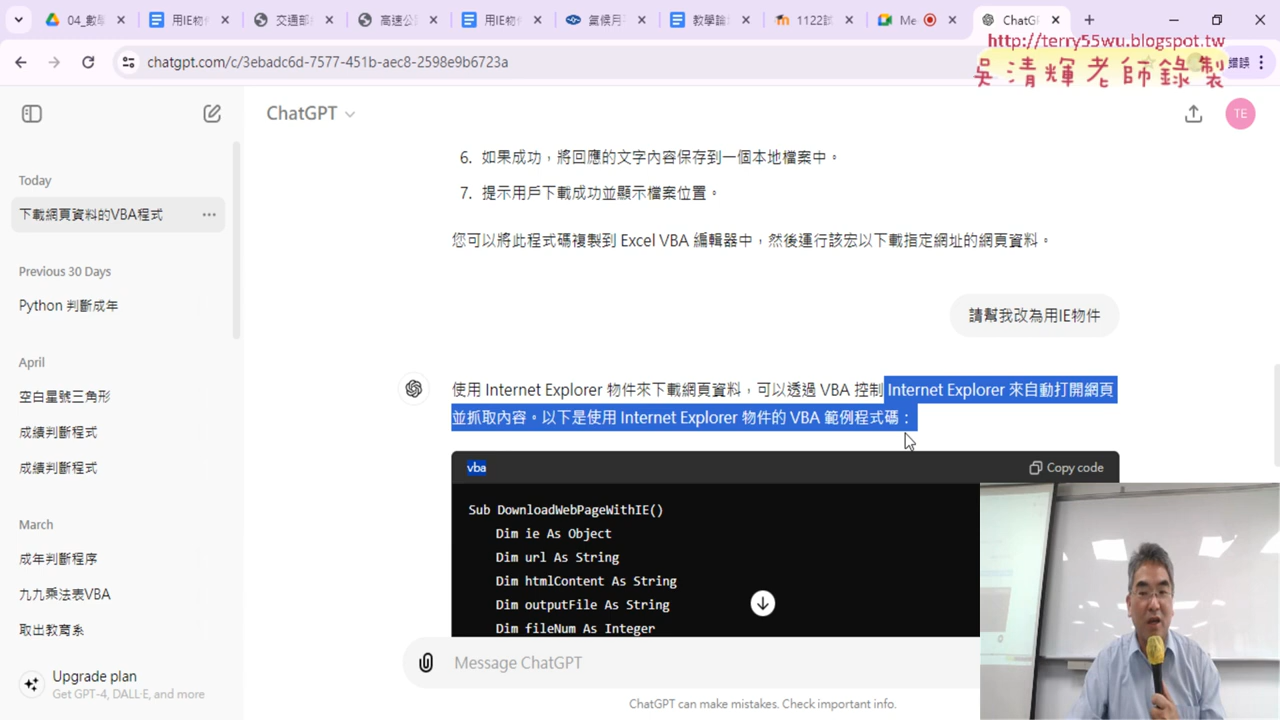 04_數
用IE物
交通部
高速公
用IE物
氣候月
教學論
1122
Me
ChatGF
http://terry55wu.blogspot.tw
chatgpt.com/c/3ebadc6d-7577-451b-aec8-2598e9b6723a
吳清輝老師錄製
錯誤
ChatGPT
TE
6. 如果成功，將回應的文字內容保存到一個本地檔案中。
Today
下載網頁資料的VBA程式
7. 提示用戶下載成功並顯示檔案位置。
您可以將此程式碼複製到 Excel VBA 編輯器中，然後運行該宏以下載指定網址的網頁資料。
Previous 30 Days
Python 判斷成年
請幫我改為用IE物件
April
空白星號三角形
成績判斷程式
成績判斷程式
使用 Internet Explorer 物件來下載網頁資料，可以透過 VBA 控制 Internet Explorer 來自動打開網頁
並抓取內容。以下是使用 Internet Explorer 物件的 VBA 範例程式碼：
vba
Copy code
March
成年判斷程序
九九乘法表VBA
取出教育系
Sub DownloadWebPageWithIE()
Dim ie As Object
Dim url As String
Dim htmlContent As String
Dim outputFile As String
Dim fileNum As Integer
Upgrade plan
Get GPT-4, DALL·E, and more
Message ChatGPT
ChatGPT can make mistakes. Check important info.